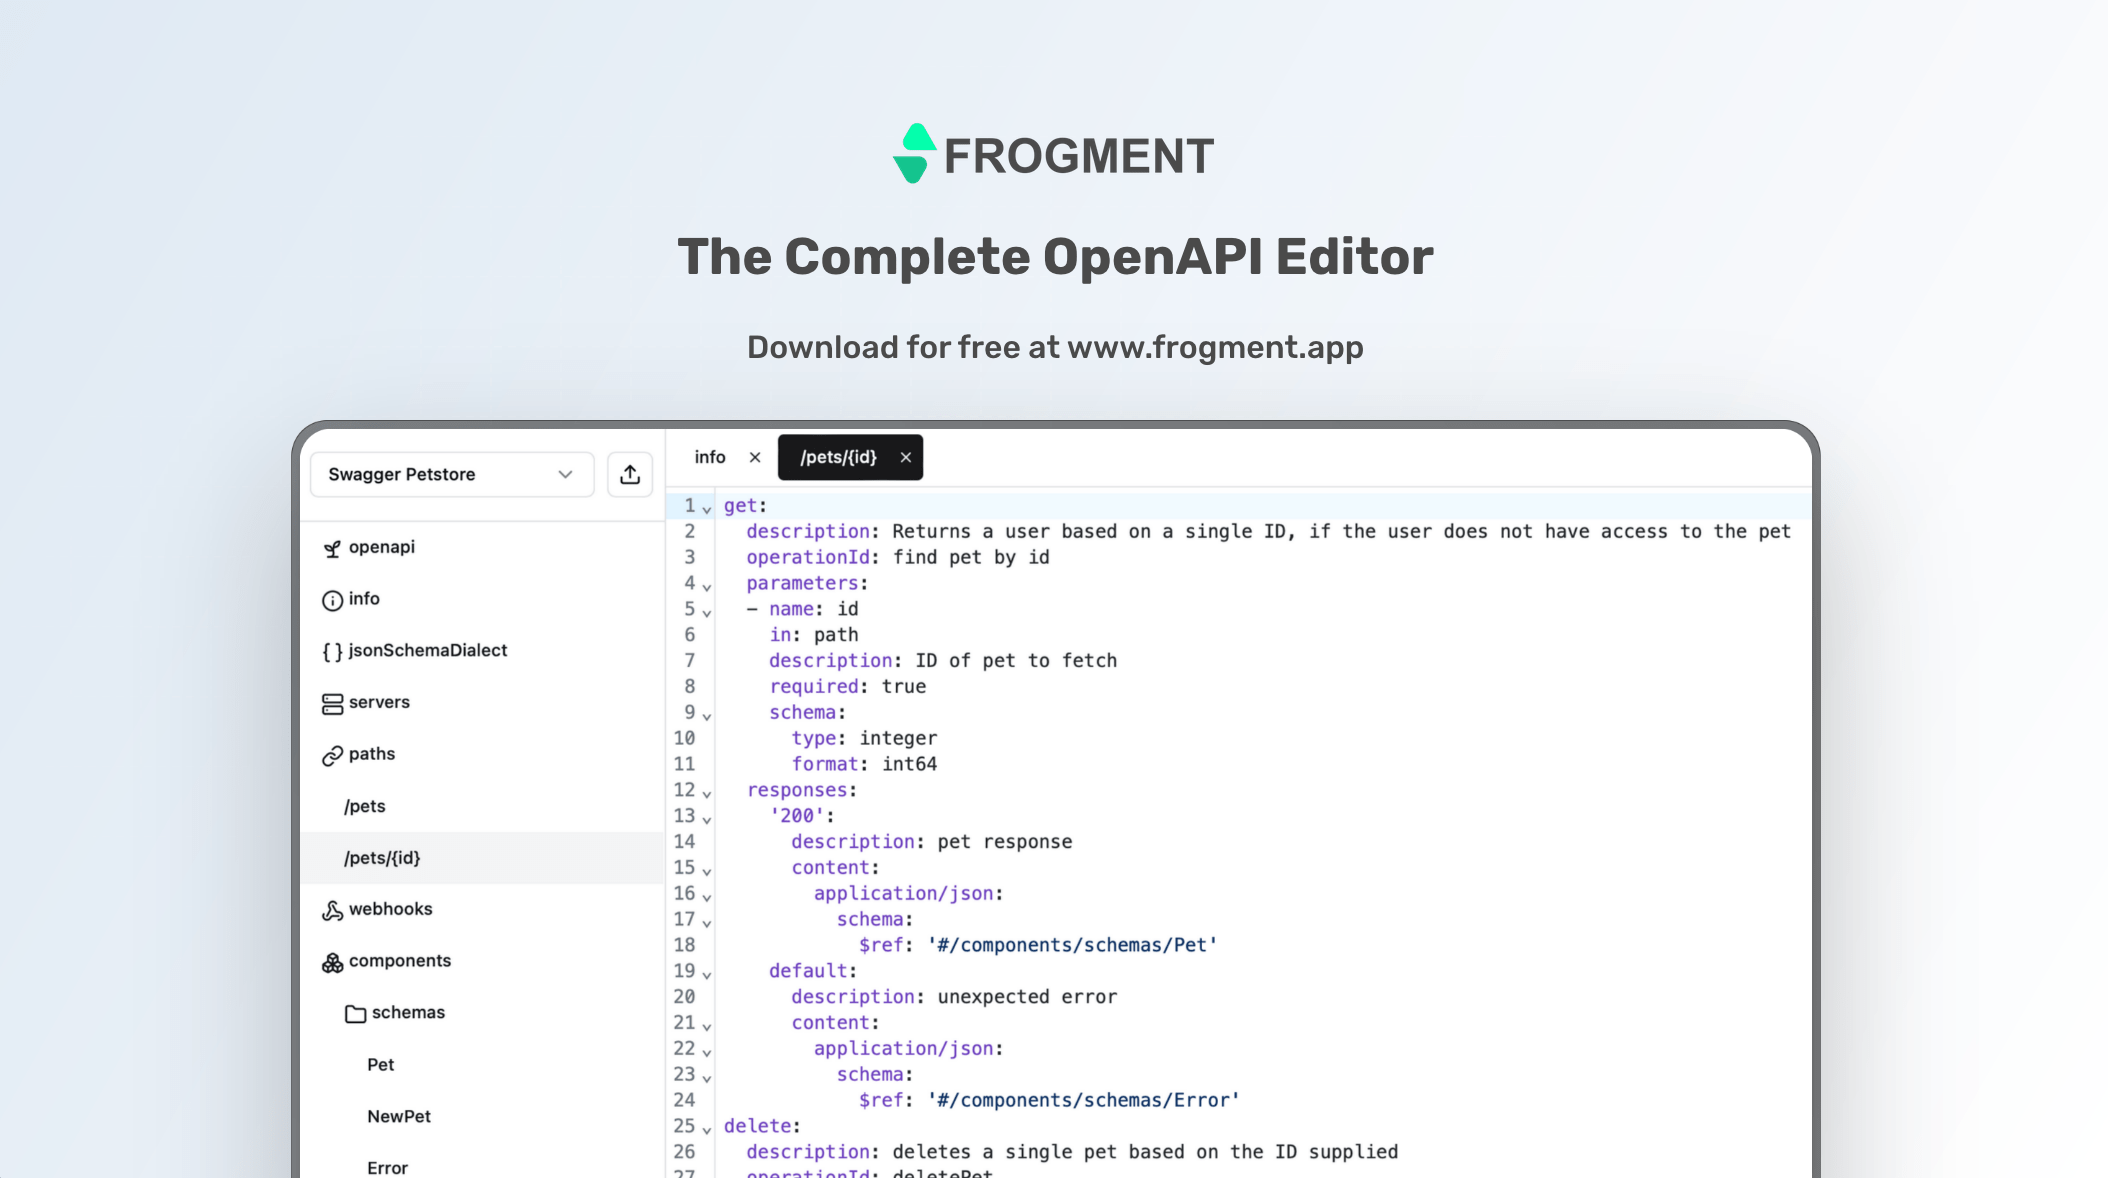 FROGMENT
The Complete OpenAPI Editor
Download for free at www.frogment.app
Swagger Petstore
openapi
info
{ } jsonSchemaDialect
servers
paths
/pets
/pets/{id}
webhooks
components
schemas
Pet
NewPet
Error
info × /pets/{id} ×
1 get:
2 description: Returns a user based on a single ID, if the user does not have access to the pet
3 operationId: find pet by id
4 parameters:
5 - name: id
6 in: path
7 description: ID of pet to fetch
8 required: true
9 schema:
10 type: integer
11 format: int64
12 responses:
13 '200':
14 description: pet response
15 content:
16 application/json:
17 schema:
18 $ref: '#/components/schemas/Pet'
19 default:
20 description: unexpected error
21 content:
22 application/json:
23 schema:
24 $ref: '#/components/schemas/Error'
25 delete:
26 description: deletes a single pet based on the ID supplied
27 operationId: deletePet